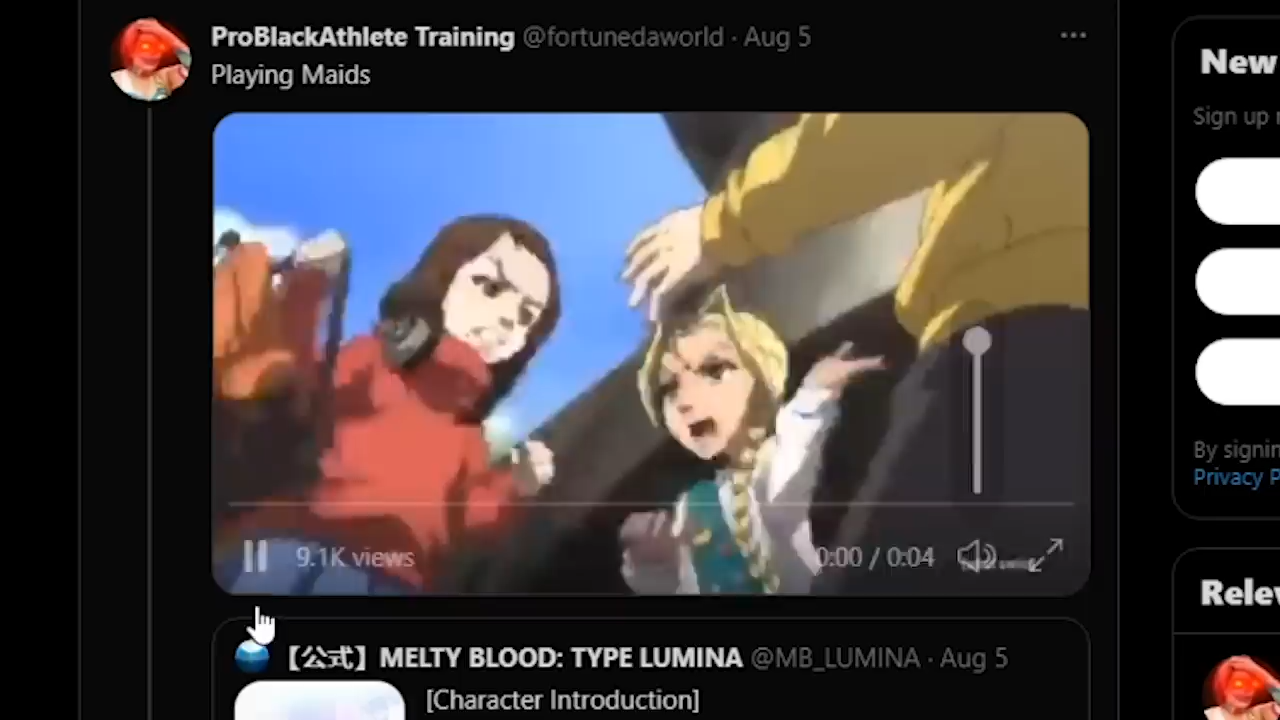 ProBlackAthlete Training @fortunedaworld · Aug 5
Playing Maids
9.1K views
0:00 / 0:04
【公式】MELTY BLOOD: TYPE LUMINA @MB_LUMINA · Aug 5
[Character Introduction]
New
Sign up
By signin
Privacy P
Rele